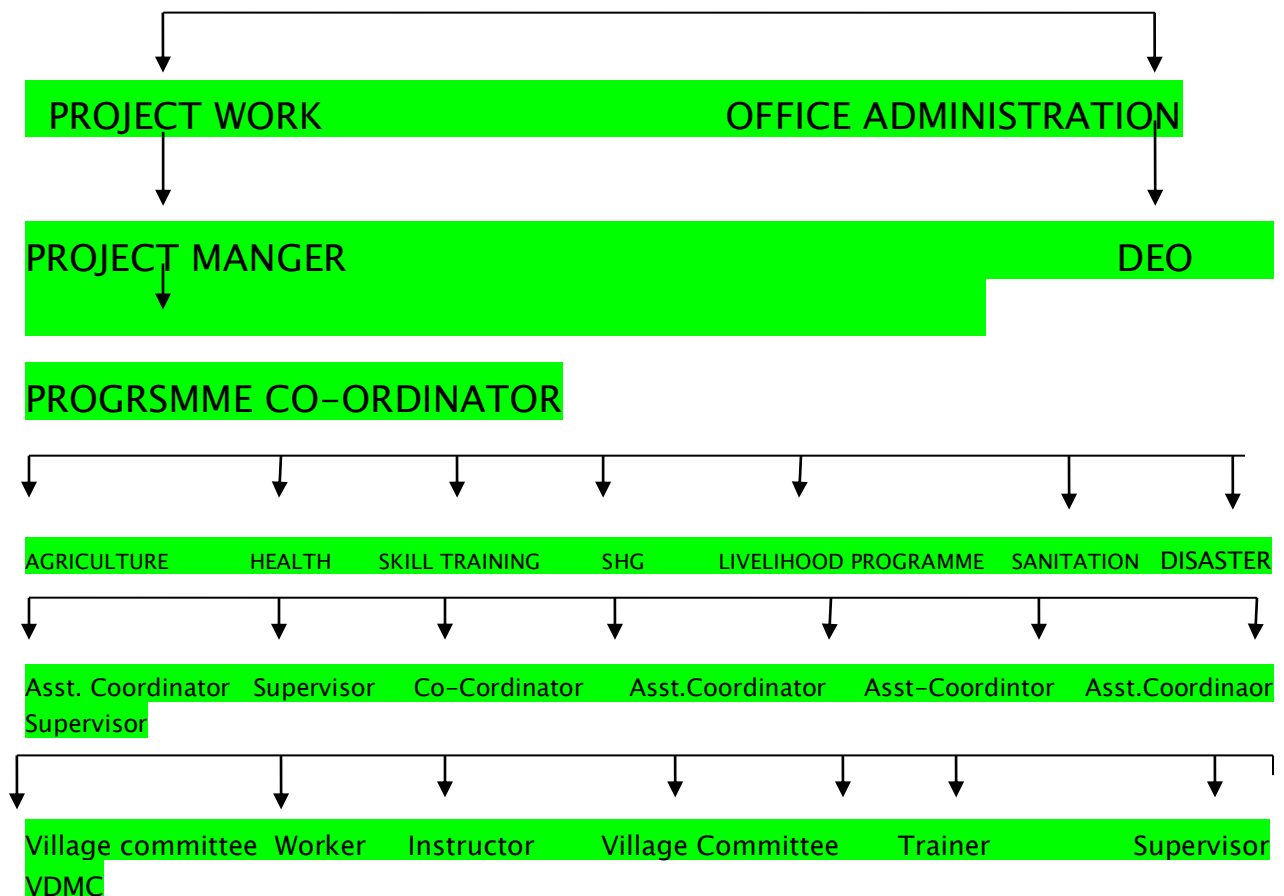 PROJECT WORK OFFICE ADMINISTRATION
PROJECT MANGER DEO
PROGRSMME CO-ORDINATOR
AGRICULTURE HEALTH SKILL TRAINING SHG LIVELIHOOD PROGRAMME SANITATION DISASTER
Asst. Coordinator Supervisor Co-Cordinator Asst.Coordinator Asst-Coordintor Asst.Coordinaor
Supervisor
Village committee Worker Instructor Village Committee Trainer Supervisor
VDMC